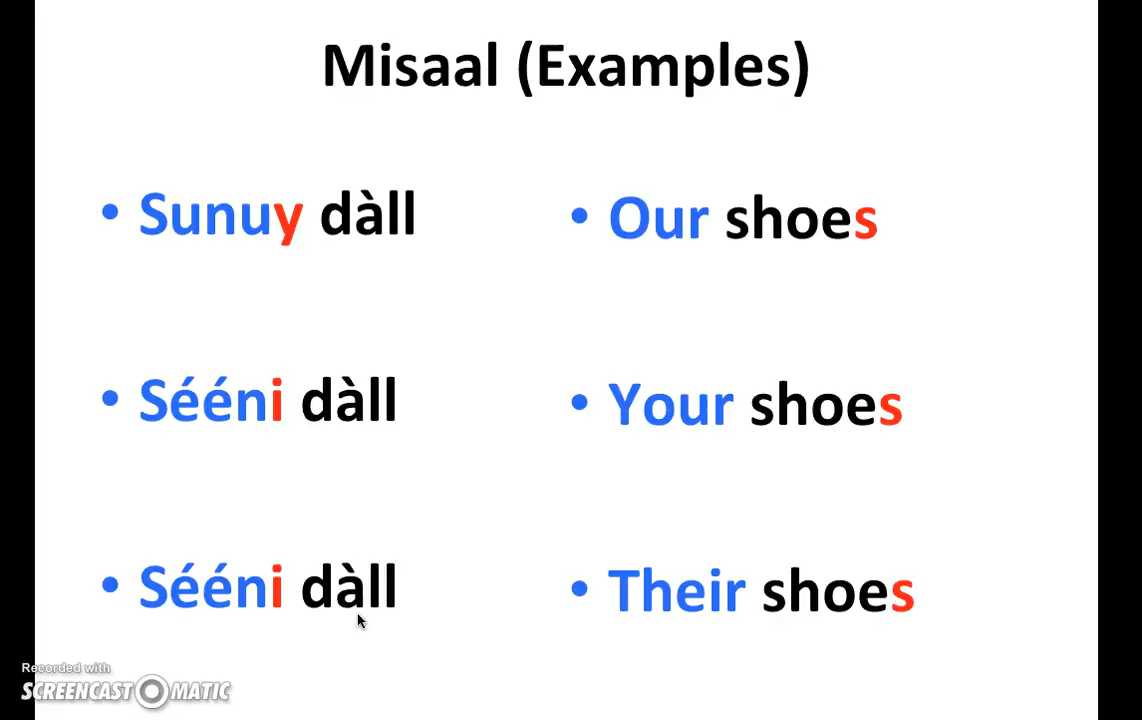 Misaal (Examples)
• Sunuy dàll
• Our shoes
• Sééni dàll
• Your shoes
• Sééni dàll
• Their shoes
Recorded with
SCREENCAST-O-MATIC